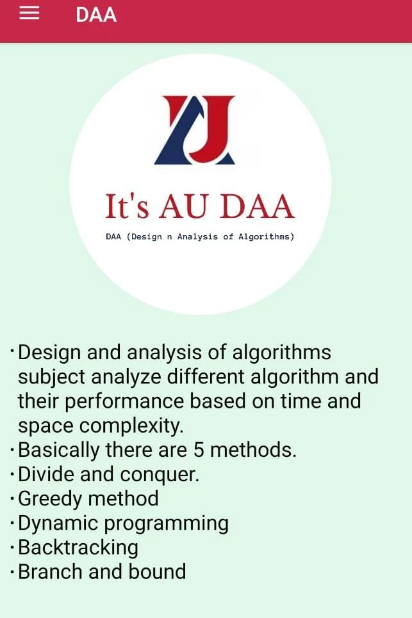 DAA
AU
It's AU DAA
DAA (Design n Analysis of Algorithms)
·Design and analysis of algorithms
subject analyze different algorithm and
their performance based on time and
space complexity.
·Basically there are 5 methods.
·Divide and conquer.
·Greedy method
·Dynamic programming
·Backtracking
·Branch and bound